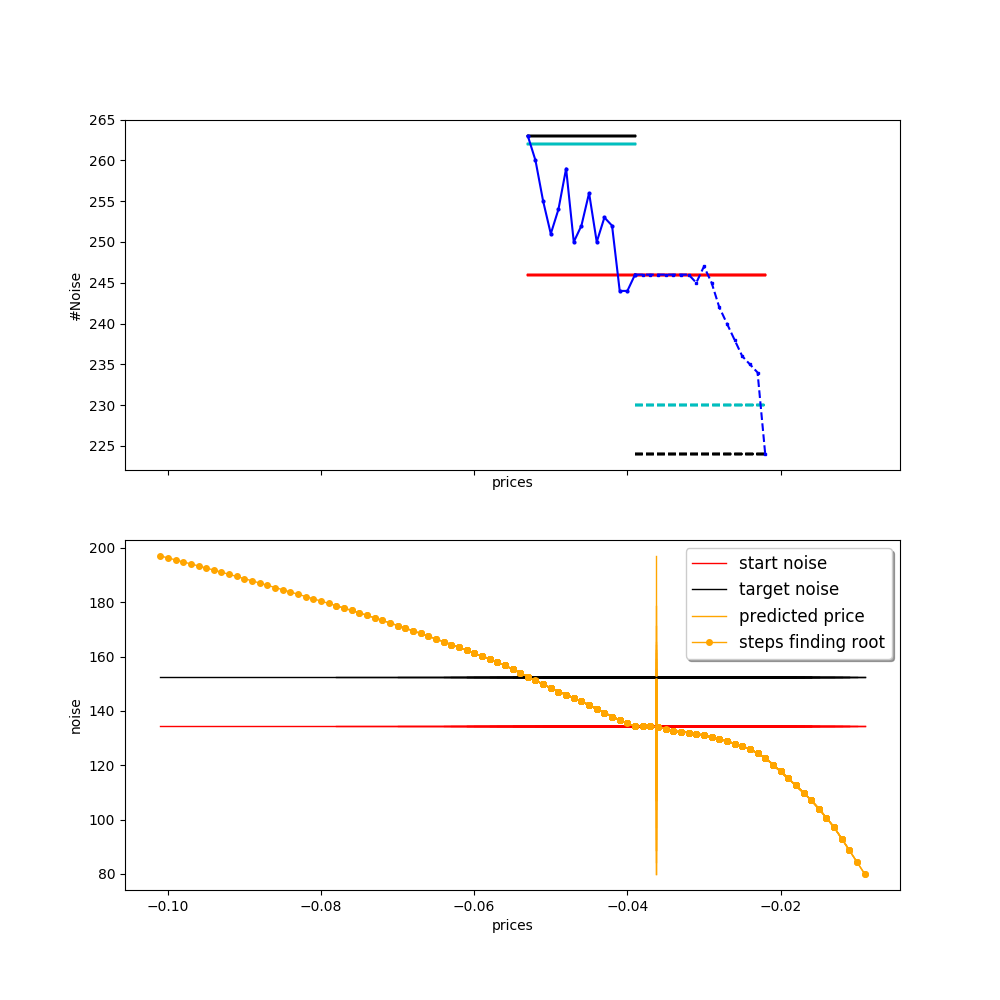 265
260
255
250
245
240
235
230
225
#Noise
prices
200
180
160
140
120
100
80
noise
start noise
target noise
predicted price
steps finding root
−0.10
−0.08
−0.06
−0.04
−0.02
prices